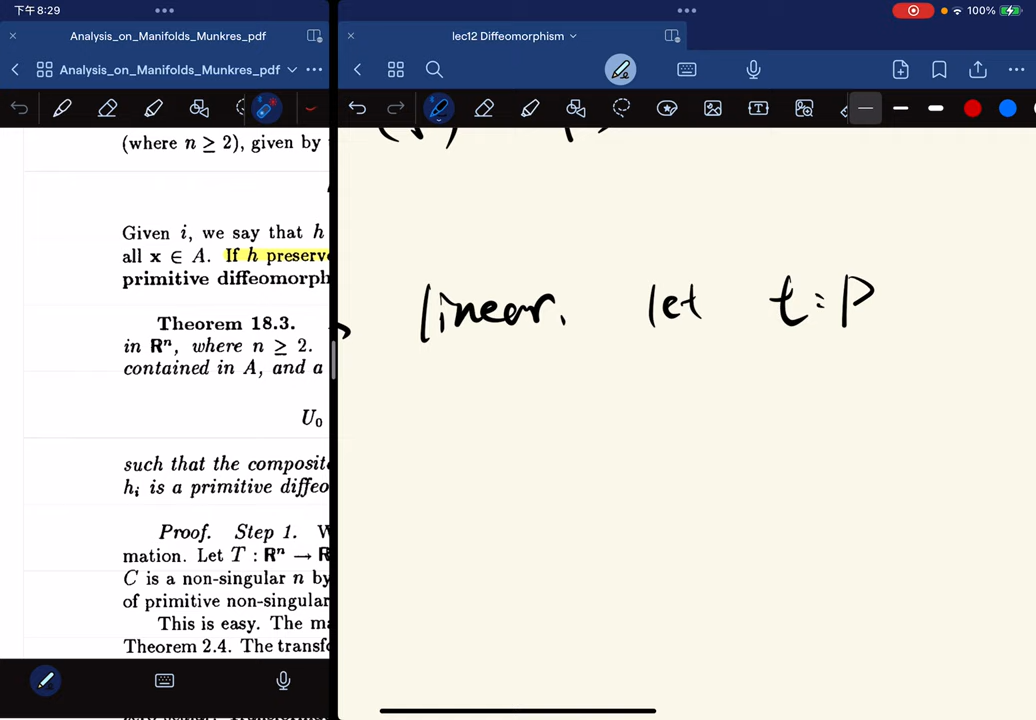 下午8:29
100%
Analysis_on_Manifolds_Munkres_pdf
Analysis_on_Manifolds_Munkres_pdf
(where n ≥ 2), given by
Given i, we say that h
all x ∈ A. If h preserv
primitive diffeomorph
Theorem 18.3.
in Rⁿ, where n ≥ 2.
contained in A, and a
U₀
such that the composit
hᵢ is a primitive diffeo
Proof. Step 1. W
mation. Let T : Rⁿ → R
C is a non-singular n by
of primitive non-singular
This is easy. The ma
Theorem 2.4. The transf
lec12 Diffeomorphism
linear. let t=P